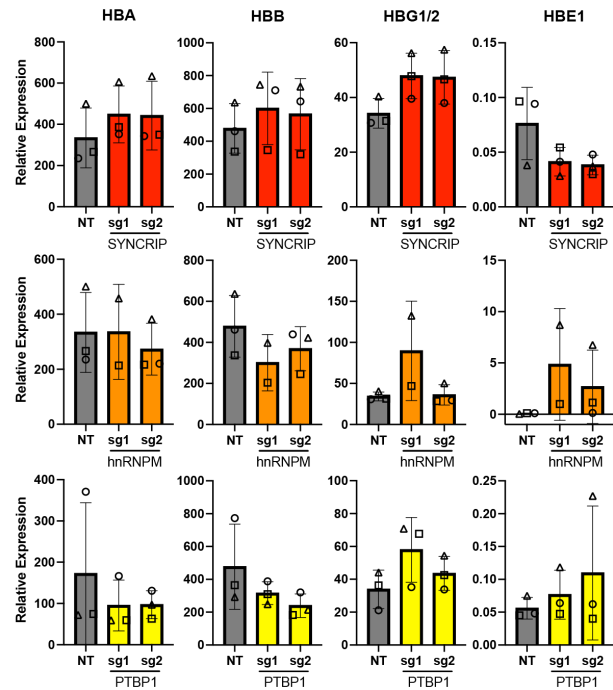 HBA HBB HBG1/2 HBE1
Relative Expression
800
600
400
200
0
NT sg1 sg2
SYNCRIP
1000
800
600
400
200
0
NT sg1 sg2
SYNCRIP
60
40
20
0
NT sg1 sg2
SYNCRIP
0.15
0.10
0.05
0.00
NT sg1 sg2
SYNCRIP
Relative Expression
600
400
200
0
NT sg1 sg2
hnRNPM
800
600
400
200
0
NT sg1 sg2
hnRNPM
150
100
50
0
NT sg1 sg2
hnRNPM
15
10
5
0
NT sg1 sg2
hnRNPM
Relative Expression
400
300
200
100
0
NT sg1 sg2
PTBP1
1000
800
600
400
200
0
NT sg1 sg2
PTBP1
100
80
60
40
20
0
NT sg1 sg2
PTBP1
0.25
0.20
0.15
0.10
0.05
0.00
NT sg1 sg2
PTBP1